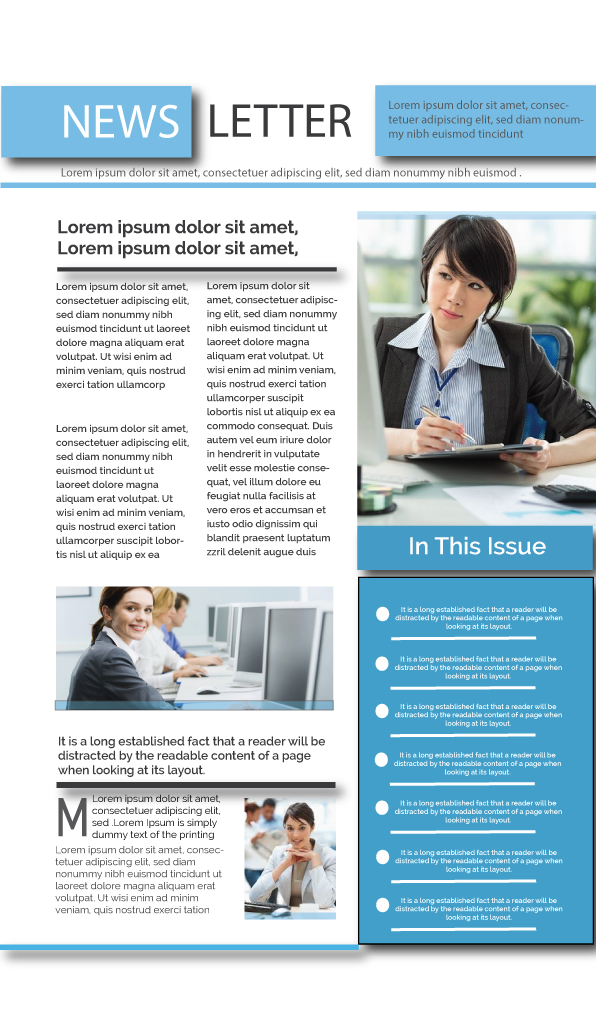 NEWS LETTER
Lorem ipsum dolor sit amet, consec-
tetuer adipiscing elit, sed diam nonum-
my nibh euismod tincidunt
Lorem ipsum dolor sit amet, consectetuer adipiscing elit, sed diam nonummy nibh euismod .
Lorem ipsum dolor sit amet,
Lorem ipsum dolor sit amet,
Lorem ipsum dolor sit amet,
consectetuer adipiscing elit,
sed diam nonummy nibh
euismod tincidunt ut laoreet
dolore magna aliquam erat
volutpat. Ut wisi enim ad
minim veniam, quis nostrud
exerci tation ullamcorp
Lorem ipsum dolor sit amet,
consectetuer adipiscing elit,
sed diam nonummy nibh
euismod tincidunt ut
laoreet dolore magna
aliquam erat volutpat. Ut
wisi enim ad minim veniam,
quis nostrud exerci tation
ullamcorper suscipit lobor-
tis nisl ut aliquip ex ea
Lorem ipsum dolor sit
amet, consectetuer adipisc-
ing elit, sed diam nonummy
nibh euismod tincidunt ut
laoreet dolore magna
aliquam erat volutpat. Ut
wisi enim ad minim veniam,
quis nostrud exerci tation
ullamcorper suscipit
lobortis nisl ut aliquip ex ea
commodo consequat. Duis
autem vel eum iriure dolor
in hendrerit in vulputate
velit esse molestie conse-
quat, vel illum dolore eu
feugiat nulla facilisis at
vero eros et accumsan et
iusto odio dignissim qui
blandit praesent luptatum
zzril delenit augue duis
It is a long established fact that a reader will be
distracted by the readable content of a page
when looking at its layout.
M
Lorem ipsum dolor sit amet,
consectetuer adipiscing elit,
sed .Lorem Ipsum is simply
dummy text of the printing
Lorem ipsum dolor sit amet, consec-
tetuer adipiscing elit, sed diam
nonummy nibh euismod tincidunt ut
laoreet dolore magna aliquam erat
volutpat. Ut wisi enim ad minim
veniam, quis nostrud exerci tation
In This Issue
It is a long established fact that a reader will be
distracted by the readable content of a page when
looking at its layout.
It is a long established fact that a reader will be
distracted by the readable content of a page when
looking at its layout.
It is a long established fact that a reader will be
distracted by the readable content of a page when
looking at its layout.
It is a long established fact that a reader will be
distracted by the readable content of a page when
looking at its layout.
It is a long established fact that a reader will be
distracted by the readable content of a page when
looking at its layout.
It is a long established fact that a reader will be
distracted by the readable content of a page when
looking at its layout.
It is a long established fact that a reader will be
distracted by the readable content of a page when
looking at its layout.